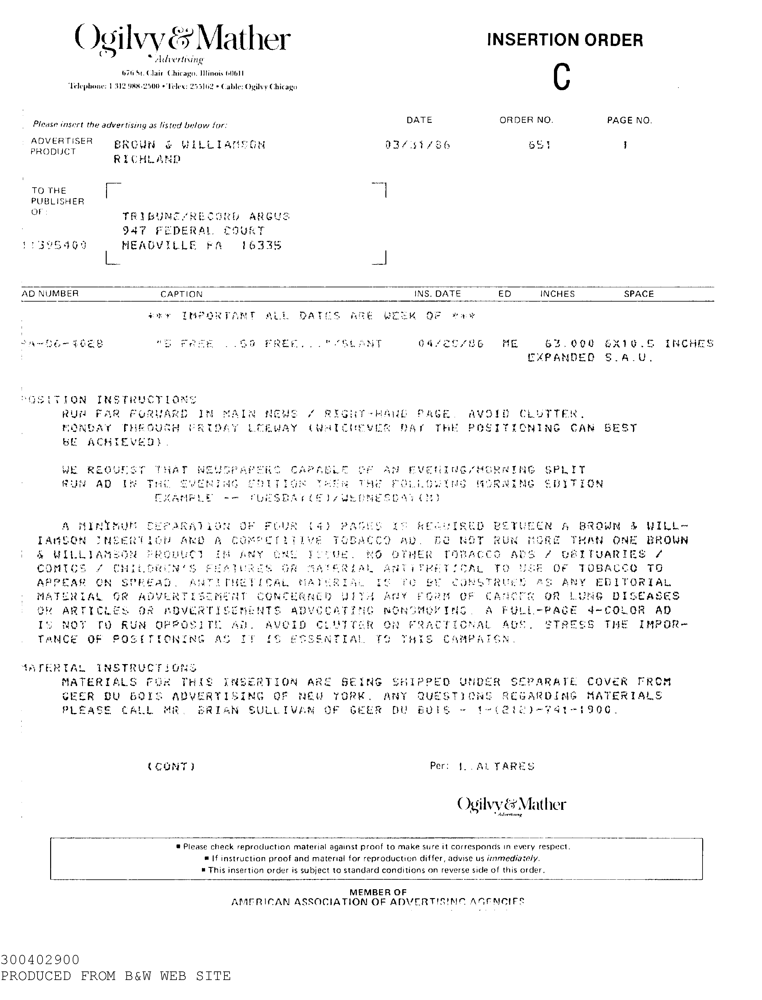 Ogilvy & Mather
Advertising
676 St. Clair Chicago, Illinois 60611
Telephone: 1 312 988-2500 • Telex: 255162 • Cable: Ogilvy Chicago
INSERTION ORDER
C
Please insert the advertising as listed below for:
DATE ORDER NO. PAGE NO.
ADVERTISER BROWN & WILLIAMSON 03/31/86 651 1
PRODUCT RICHLAND
TO THE
PUBLISHER
OF:
TRIBUNE/RECORD ARGUS
947 FEDERAL COURT
11395400 MEADVILLE PA 16335
AD NUMBER CAPTION INS. DATE ED INCHES SPACE
*** IMPORTANT ALL DATES ARE WEEK OF ***
"5 FREE...50 FREE..."/SLANT ME 63.000 6X10.5 INCHES
EXPANDED S.A.U.
POSITION INSTRUCTIONS
RUN FAR FORWARD IN MAIN NEWS / RIGHT-HAND PAGE. AVOID CLUTTER.
MONDAY THROUGH FRIDAY LEEWAY (WHICHEVER DAY THE POSITIONING CAN BEST
BE ACHIEVED).
WE REQUEST THAT NEWSPAPERS CAPABLE OF AN EVENING/MORNING SPLIT
RUN AD IN THE EVENING EDITION THEN THE FOLLOWING MORNING EDITION
EXAMPLE -- TUESDAY(E)/WEDNESDAY(M)
A MINIMUM SEPARATION OF FOUR (4) PAGES IS REQUIRED BETWEEN A BROWN & WILL-
IAMSON INSERTION AND A COMPETITIVE TOBACCO AD. DO NOT RUN MORE THAN ONE BROWN
& WILLIAMSON PRODUCT IN ANY ONE ISSUE. NO OTHER TOBACCO ADS / OBITUARIES /
COMICS / CHILDREN'S FEATURES OR MATERIAL ANTITHETICAL TO USE OF TOBACCO TO
APPEAR ON SPREAD. ANTITHETICAL MATERIAL IS TO BE CONSTRUED AS ANY EDITORIAL
MATERIAL OR ADVERTISEMENT CONCERNED WITH ANY FORM OF CANCER OR LUNG DISEASES
OR ARTICLES OR ADVERTISEMENTS ADVOCATING NONSMOKING. A FULL-PAGE 4-COLOR AD
IS NOT TO RUN OPPOSITE AD. AVOID CLUTTER ON FRACTIONAL ADS. STRESS THE IMPOR-
TANCE OF POSITIONING AS IT IS ESSENTIAL TO THIS CAMPAIGN.
MATERIAL INSTRUCTIONS
MATERIALS FOR THIS INSERTION ARE BEING SHIPPED UNDER SEPARATE COVER FROM
GEER DU BOIS ADVERTISING OF NEW YORK. ANY QUESTIONS REGARDING MATERIALS
PLEASE CALL MR. BRIAN SULLIVAN OF GEER DU BOIS - 1-(212)-741-1900.
(CONT) Per: L. ALTARES
Ogilvy & Mather
Advertising
▪ Please check reproduction material against proof to make sure it corresponds in every respect.
▪ If instruction proof and material for reproduction differ, advise us immediately.
▪ This insertion order is subject to standard conditions on reverse side of this order.
MEMBER OF
AMERICAN ASSOCIATION OF ADVERTISING AGENCIES
300402900
PRODUCED FROM B&W WEB SITE